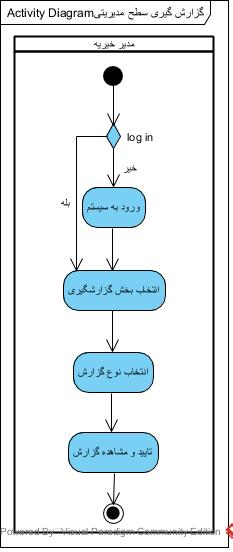 Activity Diagram گزارش گیری سطح مدیریتی
مدیر خیریه
log in
خیر
بله
ورود به سیستم
انتخاب بخش گزارشگیری
انتخاب نوع گزارش
تایید و مشاهده گزارش
Powered By Visual Paradigm Community Edition